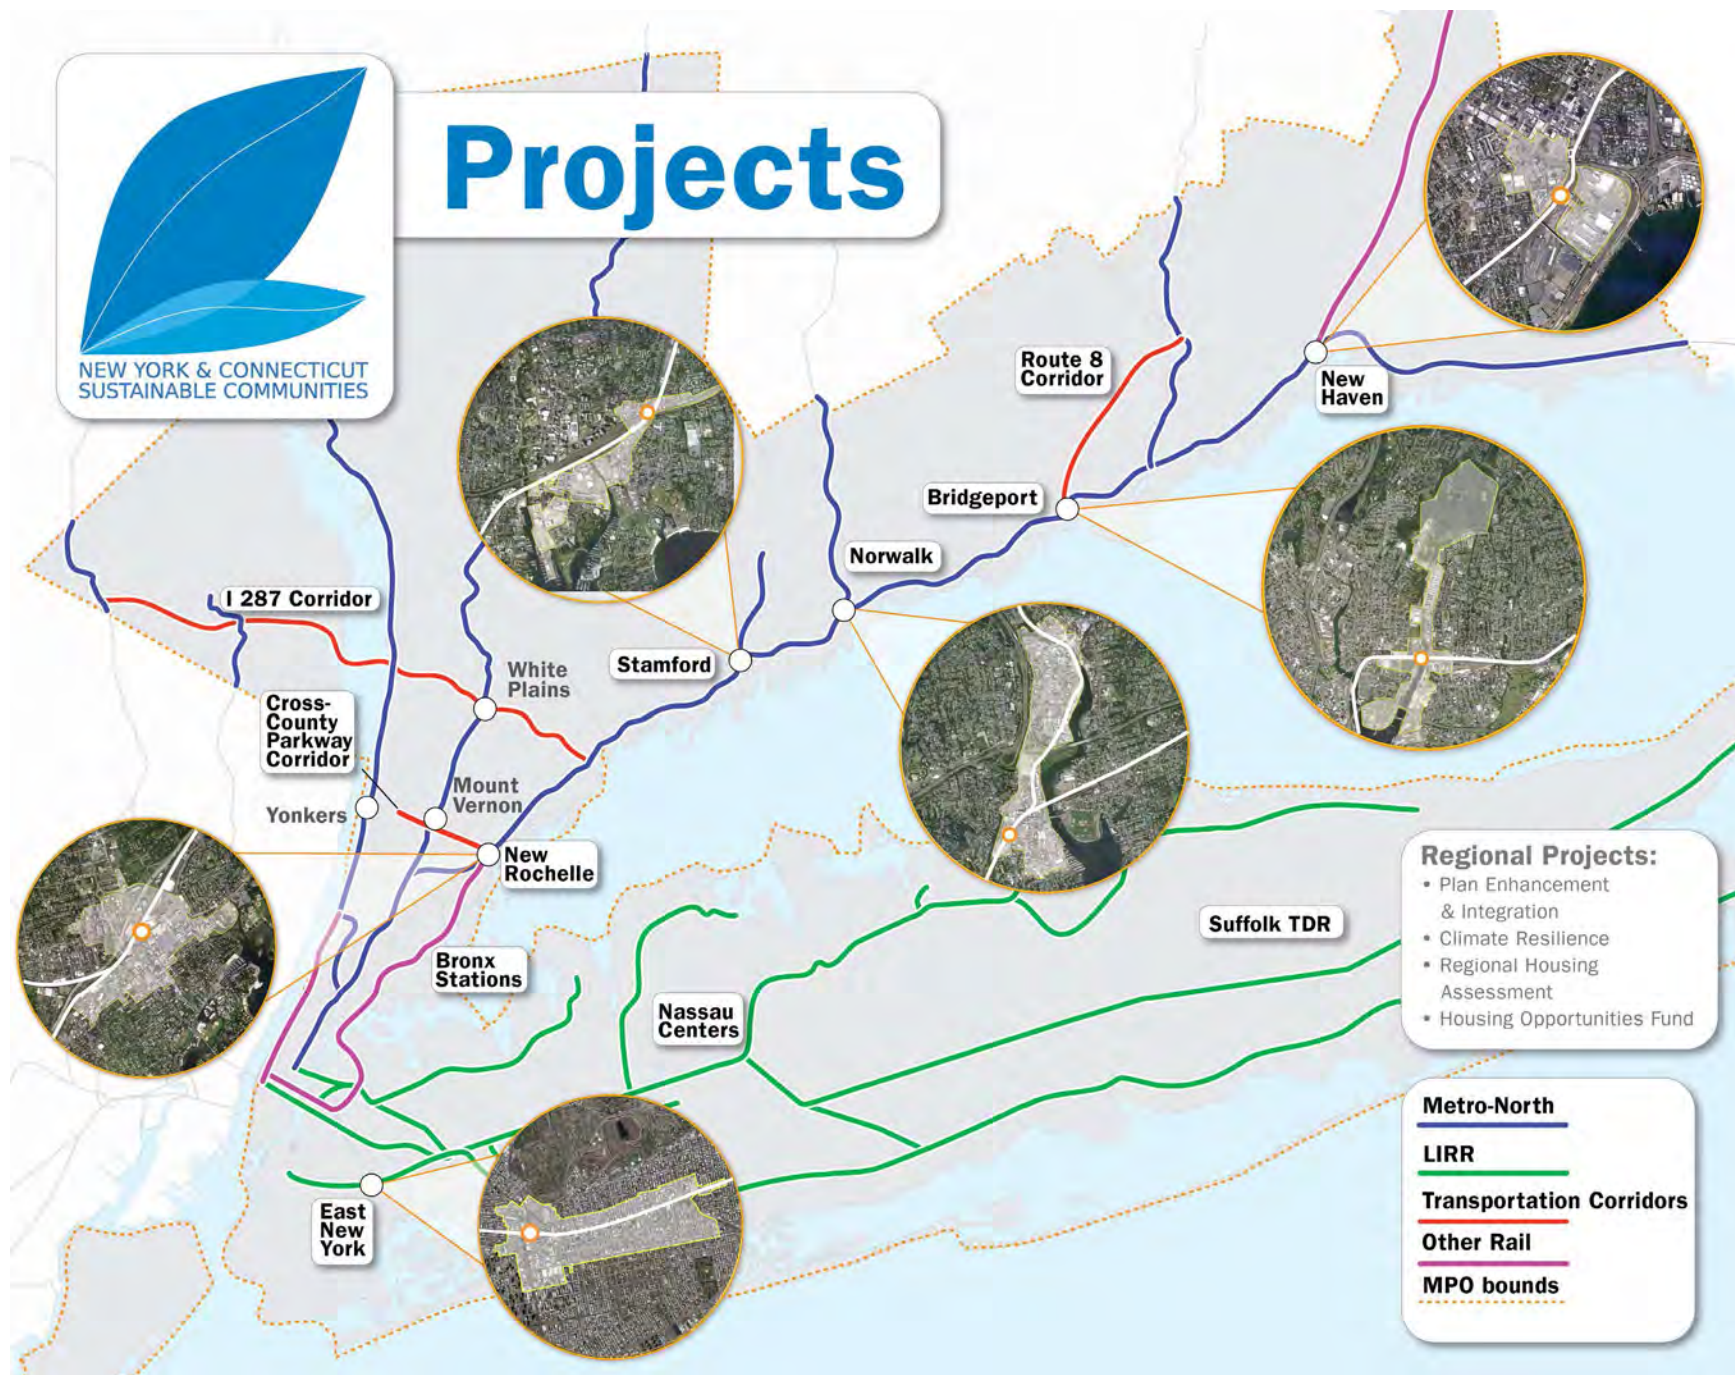 Projects
NEW YORK & CONNECTICUT
SUSTAINABLE COMMUNITIES
Route 8
Corridor
New
Haven
Bridgeport
Norwalk
I 287 Corridor
Stamford
White
Plains
Cross-
County
Parkway
Corridor
Mount
Vernon
Yonkers
New
Rochelle
Bronx
Stations
Nassau
Centers
Suffolk TDR
East
New
York
Regional Projects:
• Plan Enhancement
& Integration
• Climate Resilience
• Regional Housing
Assessment
• Housing Opportunities Fund
Metro-North
LIRR
Transportation Corridors
Other Rail
MPO bounds